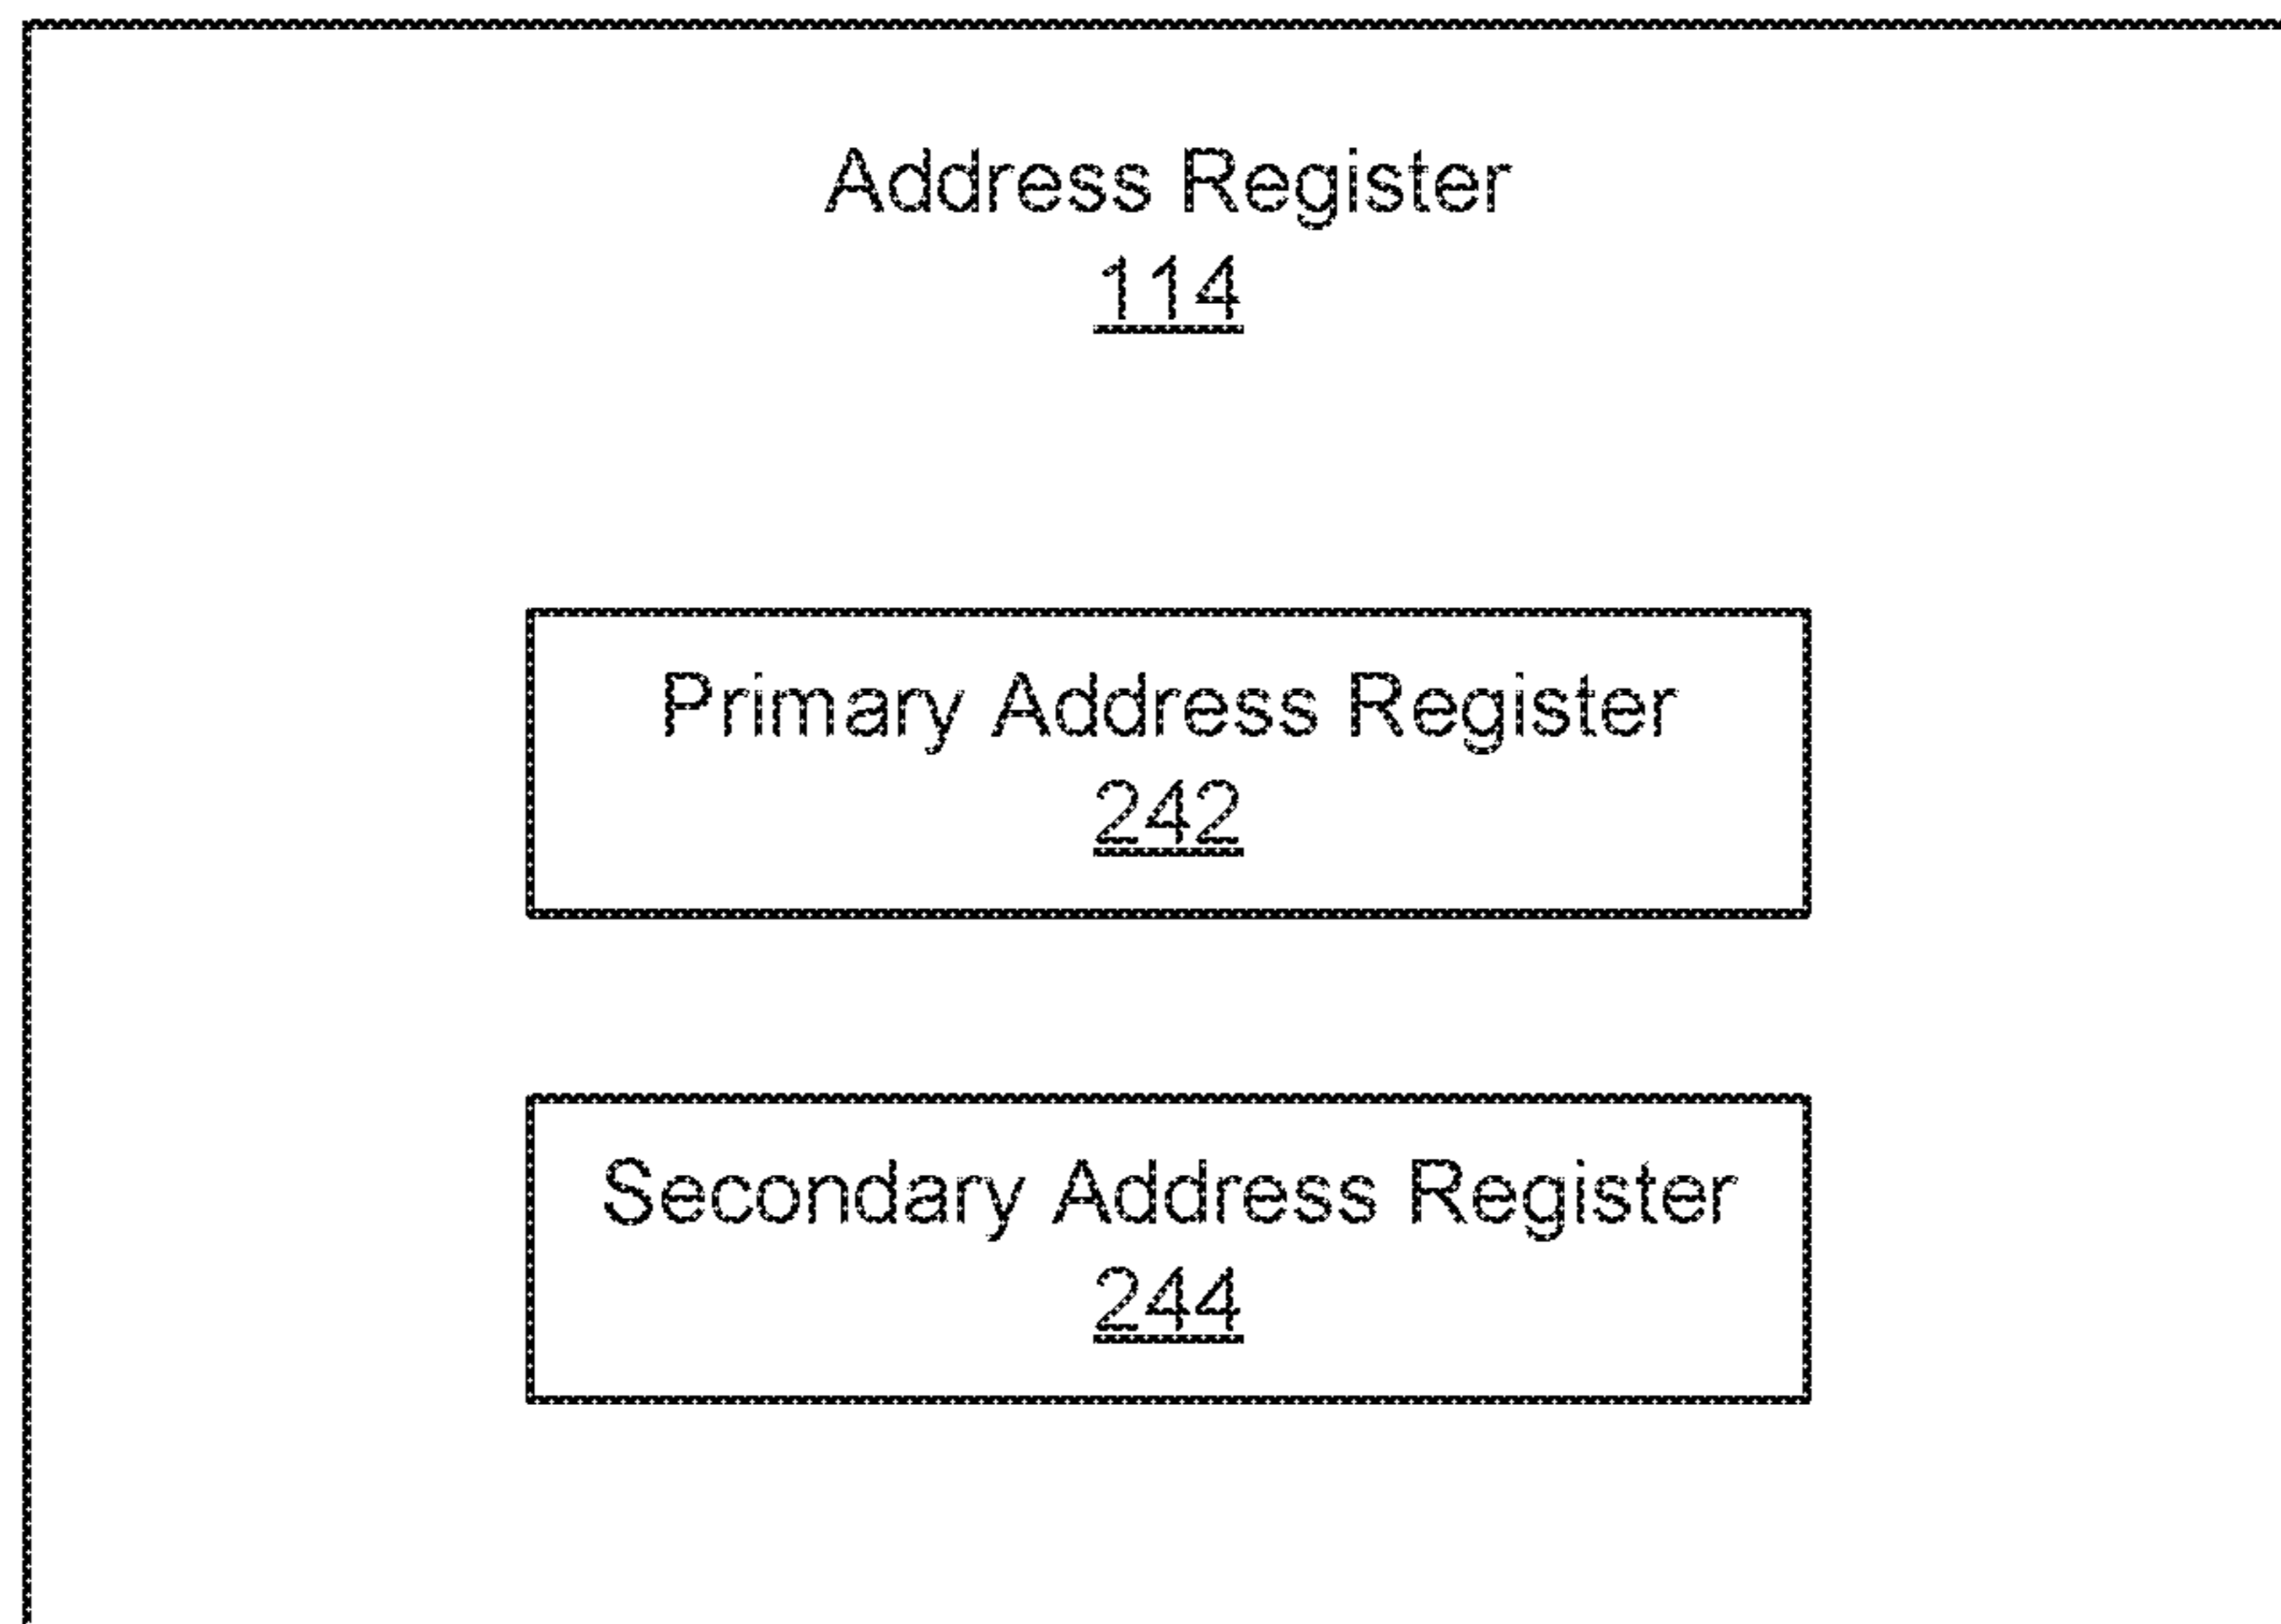 Address Register
114
Primary Address Register
242
Secondary Address Register
244